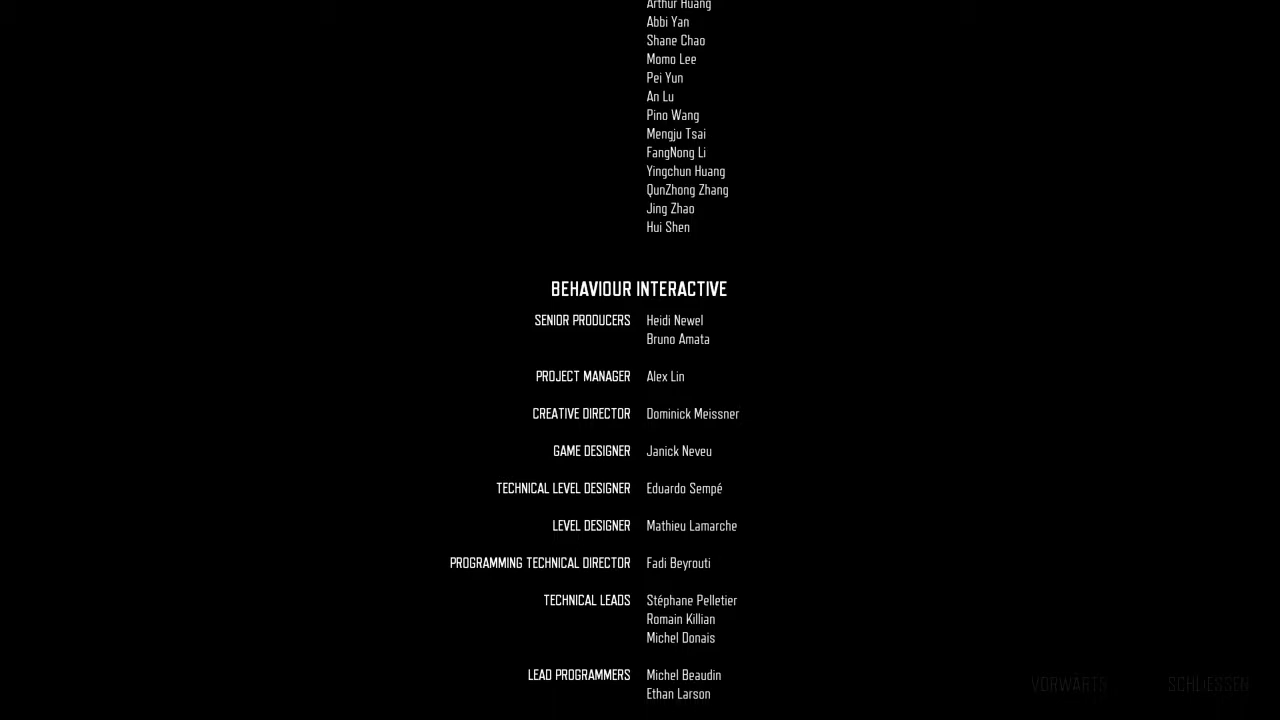 Arthur Huang
Abbi Yan
Shane Chao
Momo Lee
Pei Yun
An Lu
Pino Wang
Mengju Tsai
FangNong Li
Yingchun Huang
QunZhong Zhang
Jing Zhao
Hui Shen
BEHAVIOUR INTERACTIVE
SENIOR PRODUCERS Heidi Newel
Bruno Amata
PROJECT MANAGER Alex Lin
CREATIVE DIRECTOR Dominick Meissner
GAME DESIGNER Janick Neveu
TECHNICAL LEVEL DESIGNER Eduardo Sempé
LEVEL DESIGNER Mathieu Lamarche
PROGRAMMING TECHNICAL DIRECTOR Fadi Beyrouti
TECHNICAL LEADS Stéphane Pelletier
Romain Killian
Michel Donais
LEAD PROGRAMMERS Michel Beaudin
Ethan Larson
VORWÄRTS SCHLIESSEN